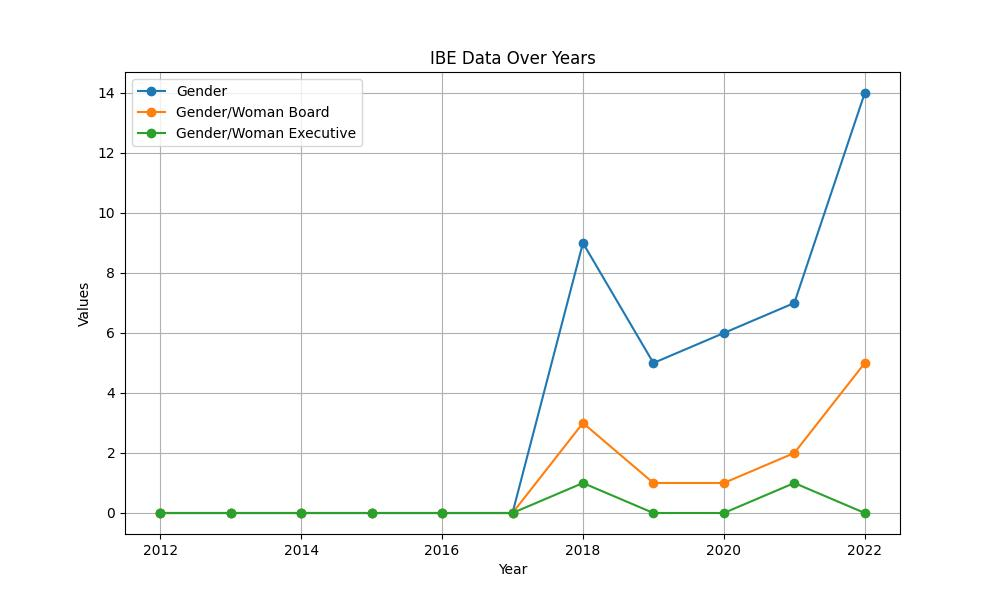 IBE Data Over Years
Gender
Gender/Woman Board
Gender/Woman Executive
14
12
10
8
6
4
2
0
Values
2012 2014 2016 2018 2020 2022
Year